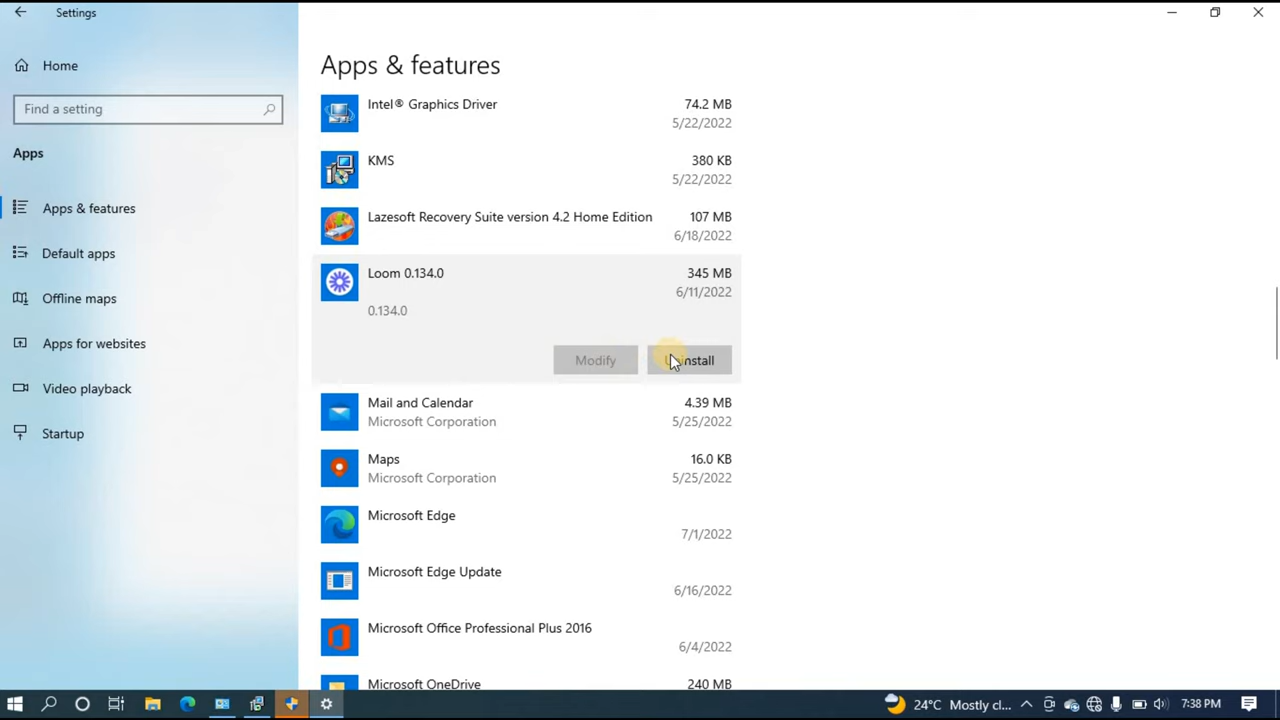 Settings
Home
Find a setting
Apps
Apps & features
Default apps
Offline maps
Apps for websites
Video playback
Startup
Apps & features
Intel® Graphics Driver 74.2 MB
5/22/2022
KMS 380 KB
5/22/2022
Lazesoft Recovery Suite version 4.2 Home Edition 107 MB
6/18/2022
Loom 0.134.0 345 MB
6/11/2022
0.134.0
Modify Uninstall
Mail and Calendar 4.39 MB
Microsoft Corporation 5/25/2022
Maps 16.0 KB
Microsoft Corporation 5/25/2022
Microsoft Edge
7/1/2022
Microsoft Edge Update
6/16/2022
Microsoft Office Professional Plus 2016
6/4/2022
Microsoft OneDrive 240 MB
24°C Mostly cl... 7:38 PM